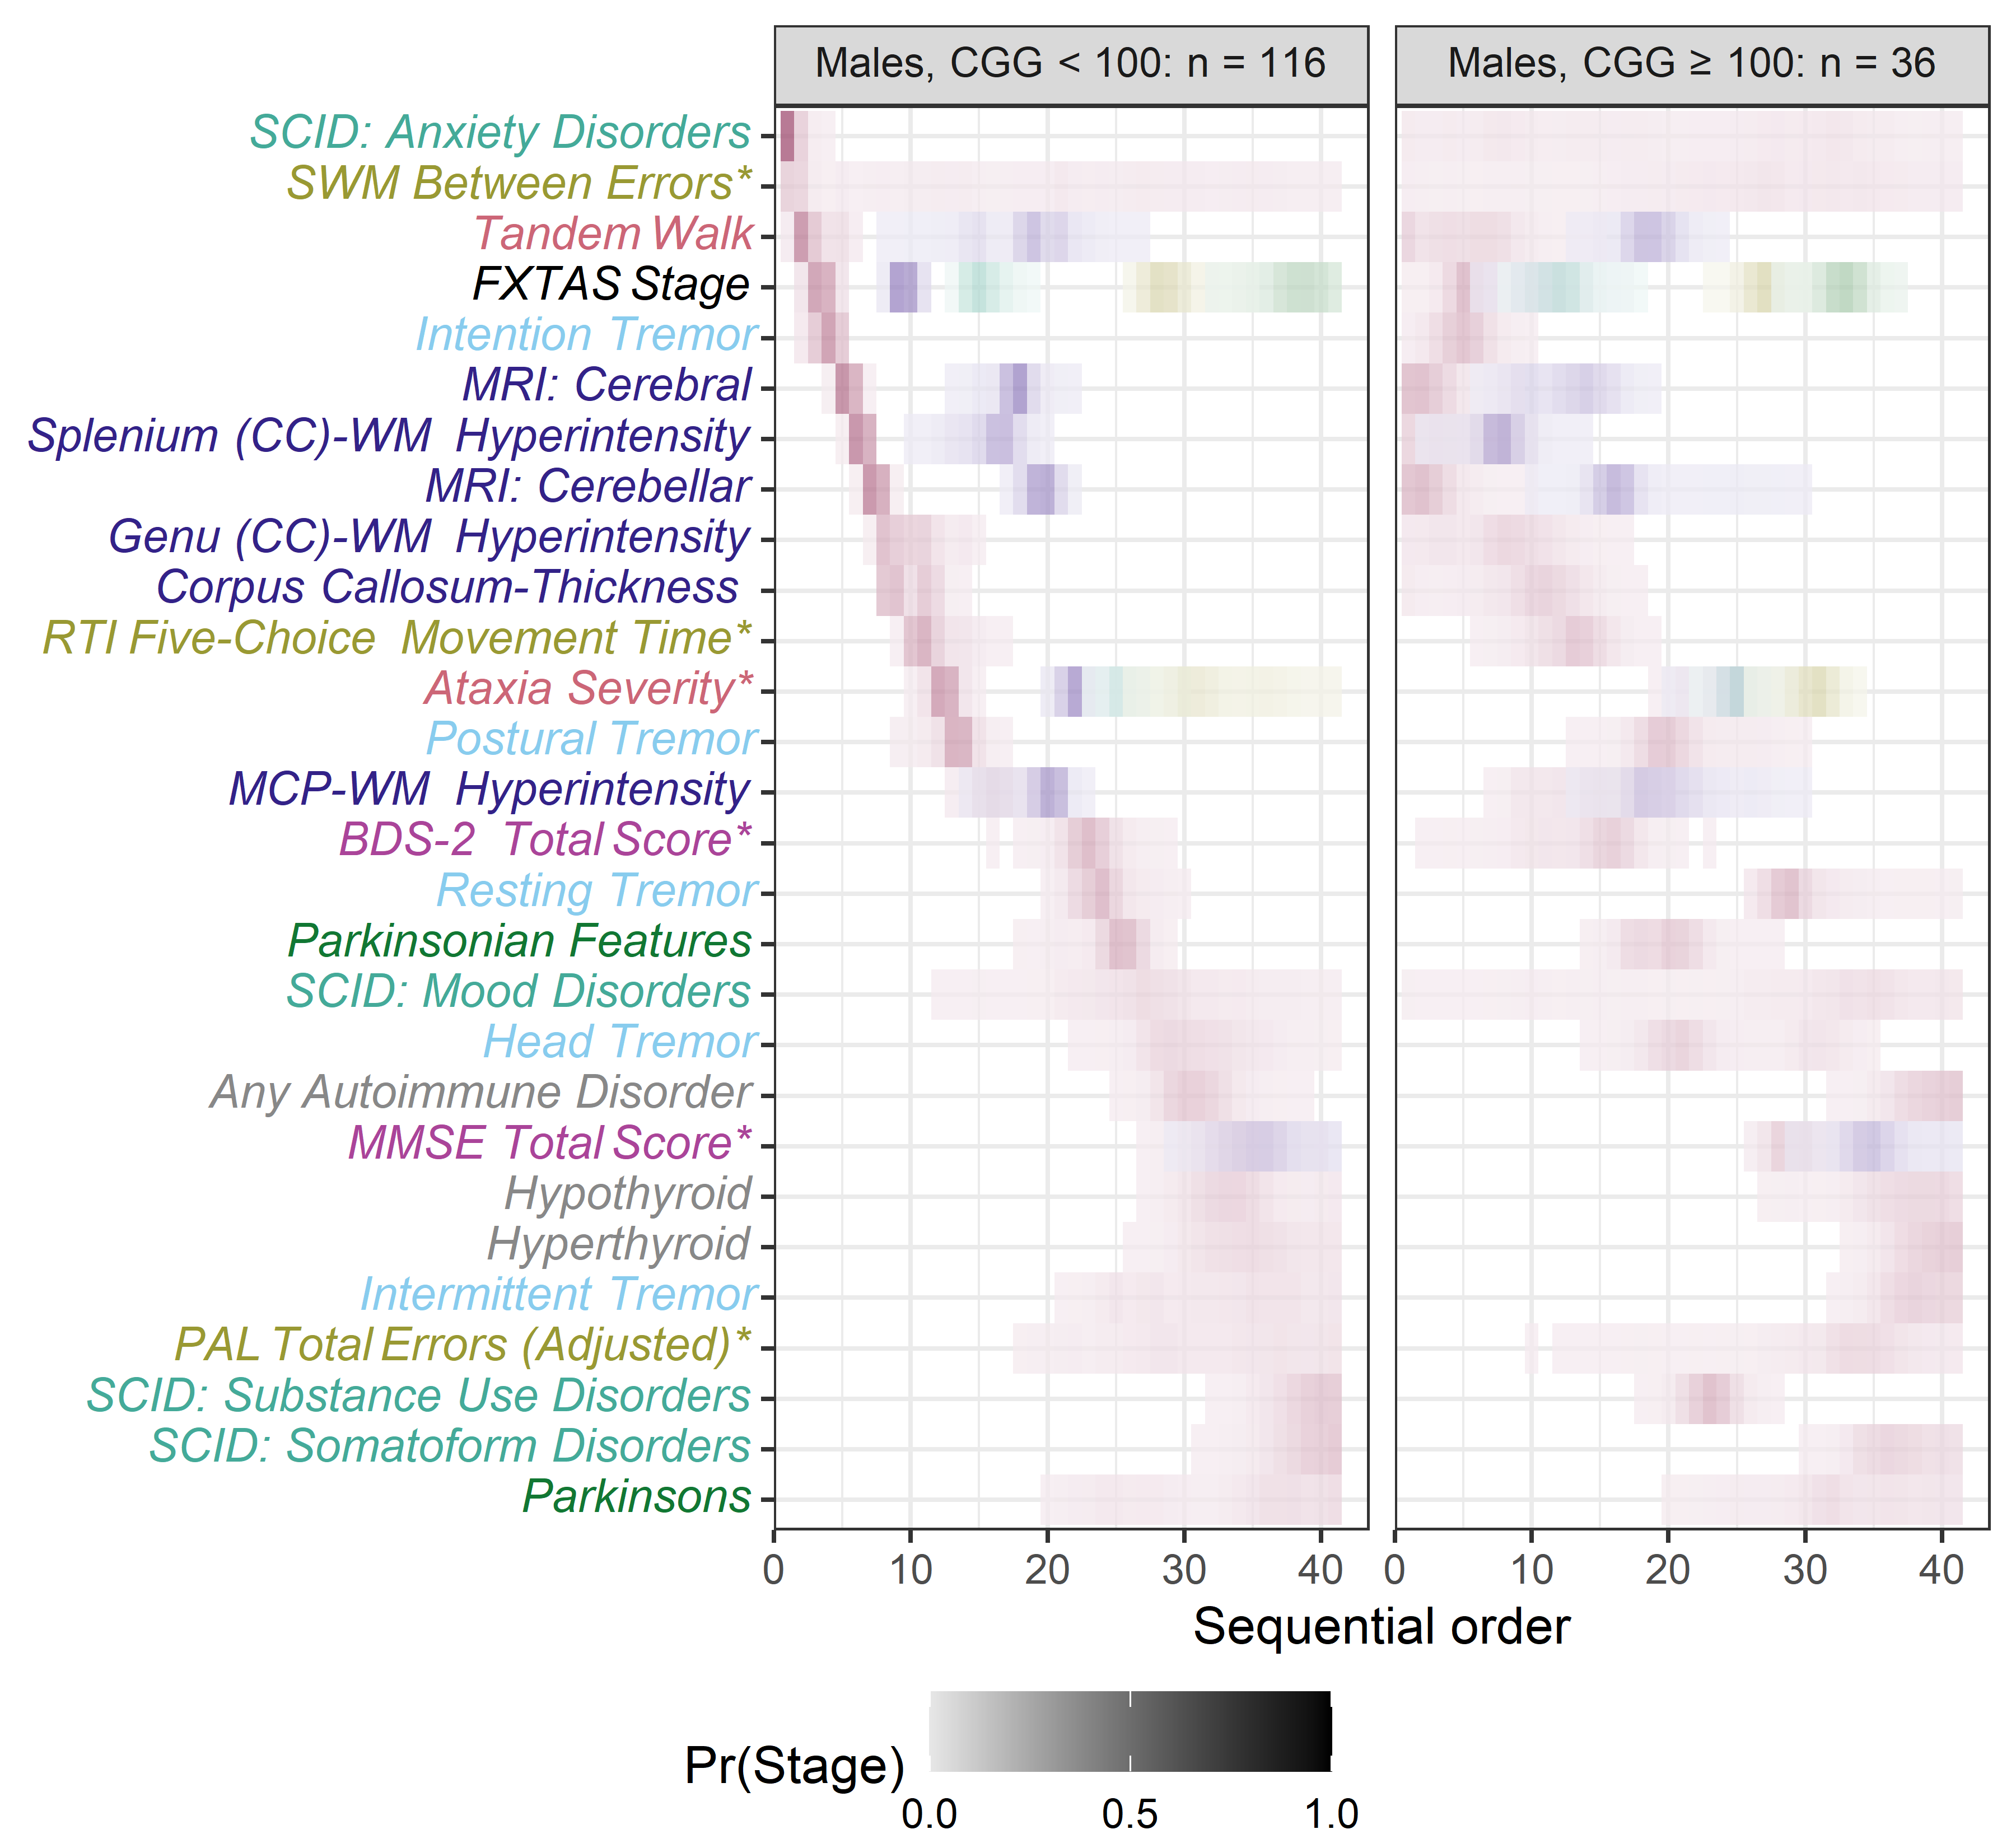 Males, CGG < 100: n = 116
Males, CGG ≥ 100: n = 36
SCID: Anxiety Disorders
SWM Between Errors*
Tandem Walk
FXTAS Stage
Intention Tremor
MRI: Cerebral
Splenium (CC)-WM Hyperintensity
MRI: Cerebellar
Genu (CC)-WM Hyperintensity
Corpus Callosum-Thickness
RTI Five-Choice Movement Time*
Ataxia Severity*
Postural Tremor
MCP-WM Hyperintensity
BDS-2 Total Score*
Resting Tremor
Parkinsonian Features
SCID: Mood Disorders
Head Tremor
Any Autoimmune Disorder
MMSE Total Score*
Hypothyroid
Hyperthyroid
Intermittent Tremor
PAL Total Errors (Adjusted)*
SCID: Substance Use Disorders
SCID: Somatoform Disorders
Parkinsons
0 10 20 30 40 0 10 20 30 40
Sequential order
Pr(Stage)
0.0 0.5 1.0